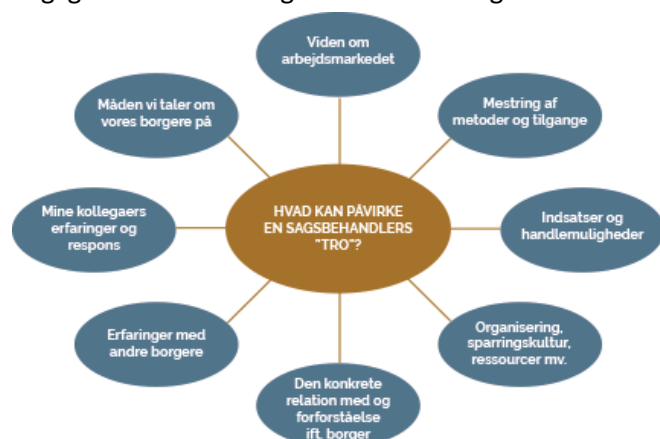 Viden om
arbejdsmarkedet
Mestring af
metoder og tilgange
Indsatser og
handlemuligheder
Organisering,
sparringskultur,
ressourcer mv.
Den konkrete
relation med og
forforståelse
ift. borger
Erfaringer med
andre borgere
Mine kollegaers
erfaringer og
respons
Måden vi taler om
vores borgere på
HVAD KAN PÅVIRKE
EN SAGSBEHANDLERS
"TRO"?